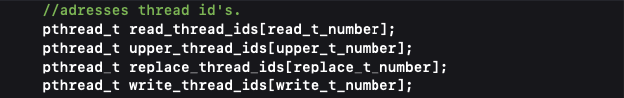 //adresses thread id's.
pthread_t read_thread_ids[read_t_number];
pthread_t upper_thread_ids[upper_t_number];
pthread_t replace_thread_ids[replace_t_number];
pthread_t write_thread_ids[write_t_number];